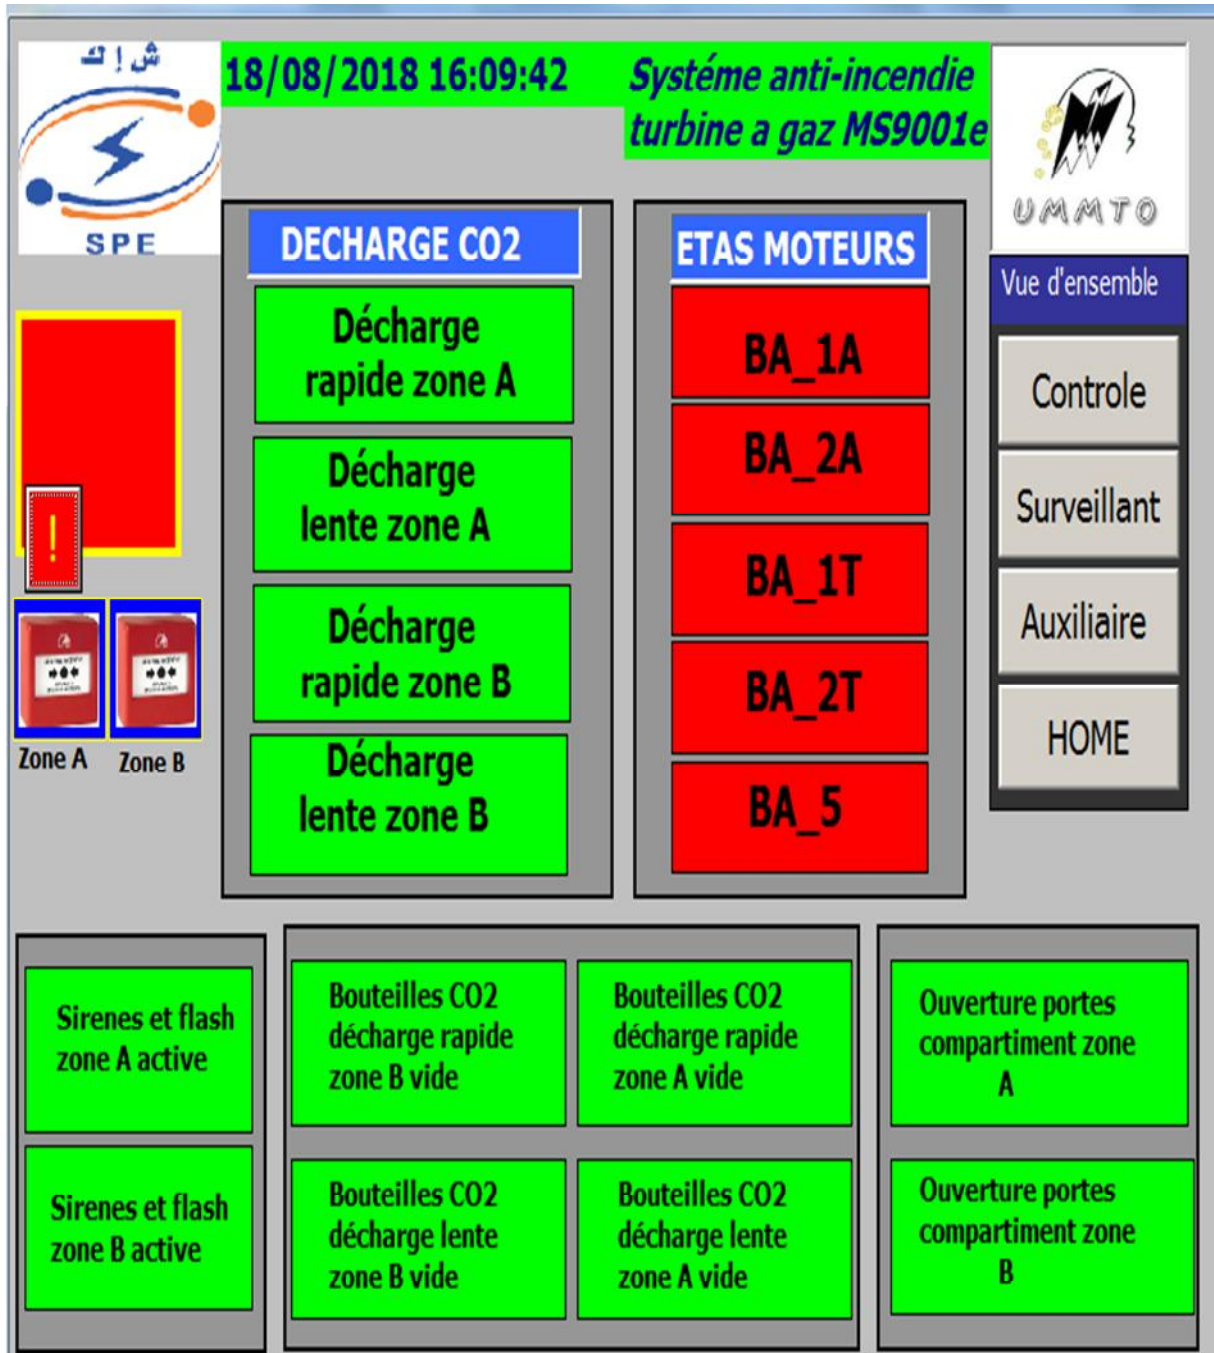 ش إ ك
SPE
18/08/2018 16:09:42
Systéme anti-incendie
turbine a gaz MS9001e
UMMTO
DECHARGE CO2
Décharge
rapide zone A
Décharge
lente zone A
Décharge
rapide zone B
Décharge
lente zone B
ETAS MOTEURS
BA_1A
BA_2A
BA_1T
BA_2T
BA_5
Vue d'ensemble
Controle
Surveillant
Auxiliaire
HOME
!
Zone A
Zone B
Sirenes et flash
zone A active
Sirenes et flash
zone B active
Bouteilles CO2
décharge rapide
zone B vide
Bouteilles CO2
décharge rapide
zone A vide
Bouteilles CO2
décharge lente
zone B vide
Bouteilles CO2
décharge lente
zone A vide
Ouverture portes
compartiment zone
A
Ouverture portes
compartiment zone
B